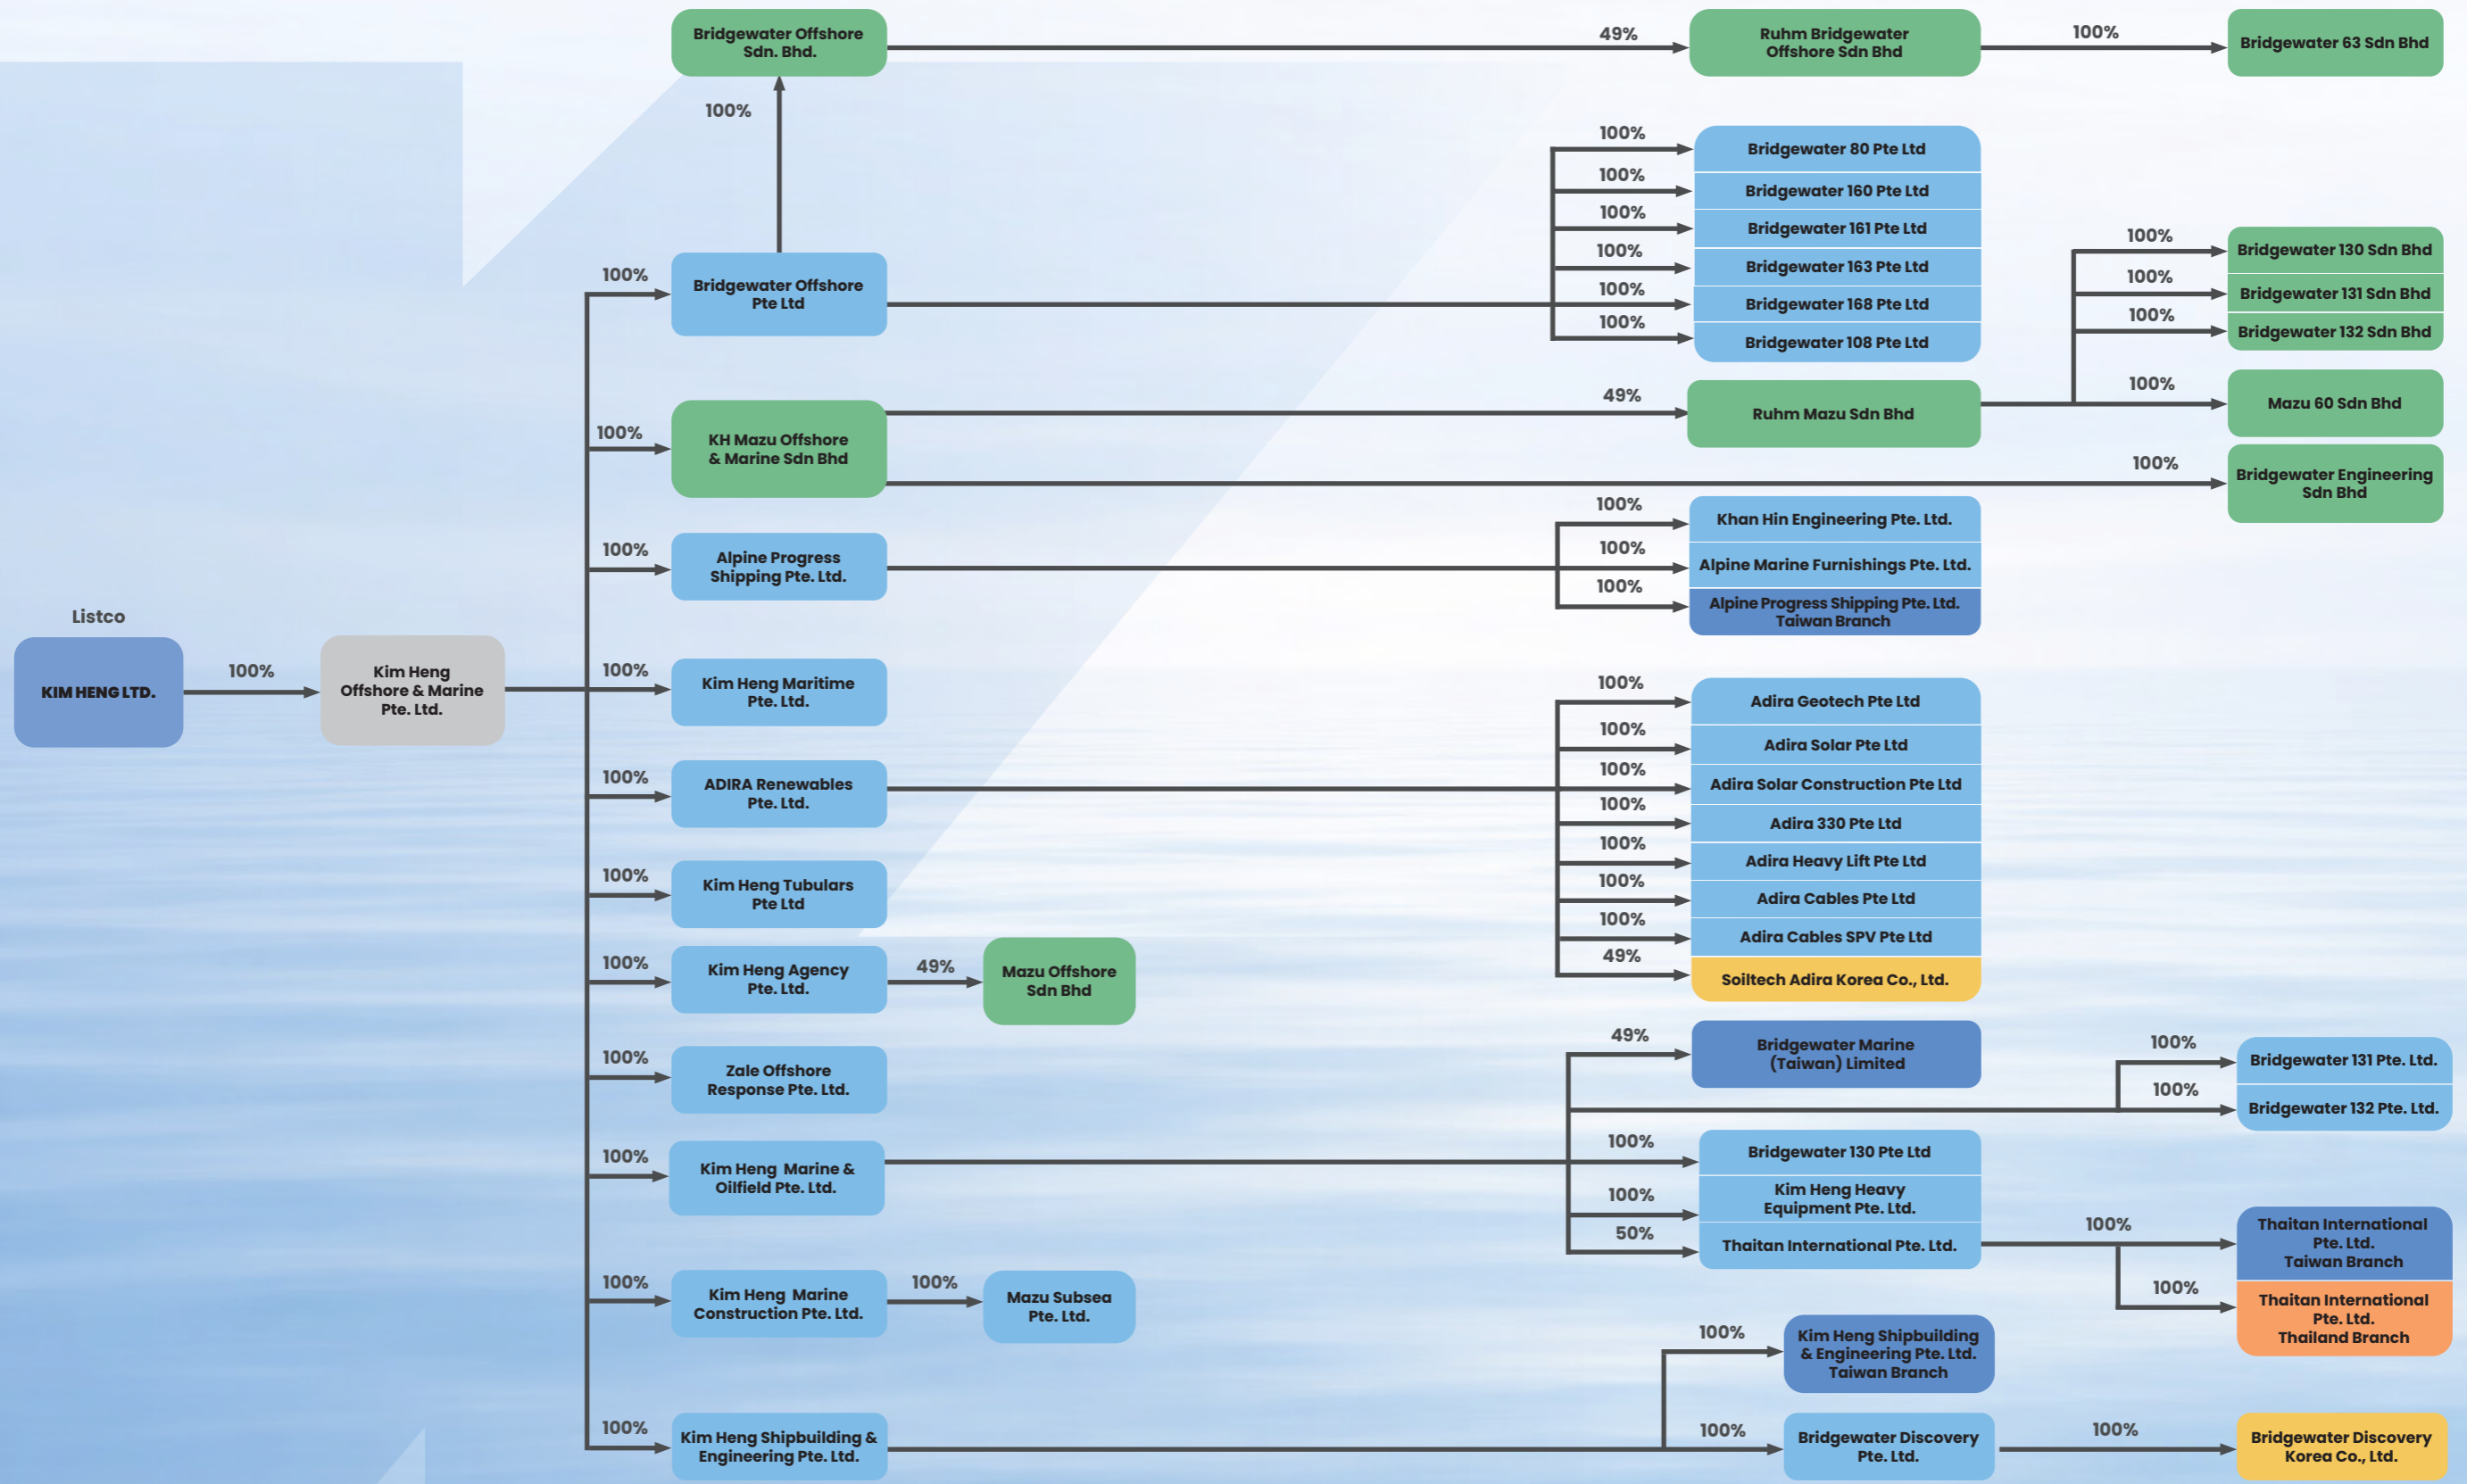 Bridgewater Offshore
Sdn. Bhd.
49%
Ruhm Bridgewater
Offshore Sdn Bhd
100%
Bridgewater 63 Sdn Bhd
100%
100%
Bridgewater 80 Pte Ltd
100%
Bridgewater 160 Pte Ltd
100%
Bridgewater 161 Pte Ltd
100%
Bridgewater 163 Pte Ltd
100%
Bridgewater 168 Pte Ltd
100%
Bridgewater 108 Pte Ltd
100%
Bridgewater Offshore
Pte Ltd
100%
Bridgewater 130 Sdn Bhd
100%
Bridgewater 131 Sdn Bhd
100%
Bridgewater 132 Sdn Bhd
100%
Mazu 60 Sdn Bhd
100%
KH Mazu Offshore
& Marine Sdn Bhd
49%
Ruhm Mazu Sdn Bhd
100%
Bridgewater Engineering
Sdn Bhd
100%
Alpine Progress
Shipping Pte. Ltd.
100%
Khan Hin Engineering Pte. Ltd.
100%
Alpine Marine Furnishings Pte. Ltd.
100%
Alpine Progress Shipping Pte. Ltd.
Taiwan Branch
Listco
KIM HENG LTD.
100%
Kim Heng
Offshore & Marine
Pte. Ltd.
100%
Kim Heng Maritime
Pte. Ltd.
100%
ADIRA Renewables
Pte. Ltd.
100%
Adira Geotech Pte Ltd
100%
Adira Solar Pte Ltd
100%
Adira Solar Construction Pte Ltd
100%
Adira 330 Pte Ltd
100%
Adira Heavy Lift Pte Ltd
100%
Adira Cables Pte Ltd
100%
Adira Cables SPV Pte Ltd
49%
Soiltech Adira Korea Co., Ltd.
100%
Kim Heng Tubulars
Pte Ltd
100%
Kim Heng Agency
Pte. Ltd.
49%
Mazu Offshore
Sdn Bhd
100%
Zale Offshore
Response Pte. Ltd.
100%
Kim Heng Marine &
Oilfield Pte. Ltd.
49%
Bridgewater Marine
(Taiwan) Limited
100%
Bridgewater 131 Pte. Ltd.
100%
Bridgewater 132 Pte. Ltd.
100%
Bridgewater 130 Pte Ltd
100%
Kim Heng Heavy
Equipment Pte. Ltd.
50%
Thaitan International Pte. Ltd.
100%
Thaitan International
Pte. Ltd.
Taiwan Branch
100%
Thaitan International
Pte. Ltd.
Thailand Branch
100%
Kim Heng Marine
Construction Pte. Ltd.
100%
Mazu Subsea
Pte. Ltd.
100%
Kim Heng Shipbuilding &
Engineering Pte. Ltd.
100%
Kim Heng Shipbuilding
& Engineering Pte. Ltd.
Taiwan Branch
100%
Bridgewater Discovery
Pte. Ltd.
100%
Bridgewater Discovery
Korea Co., Ltd.